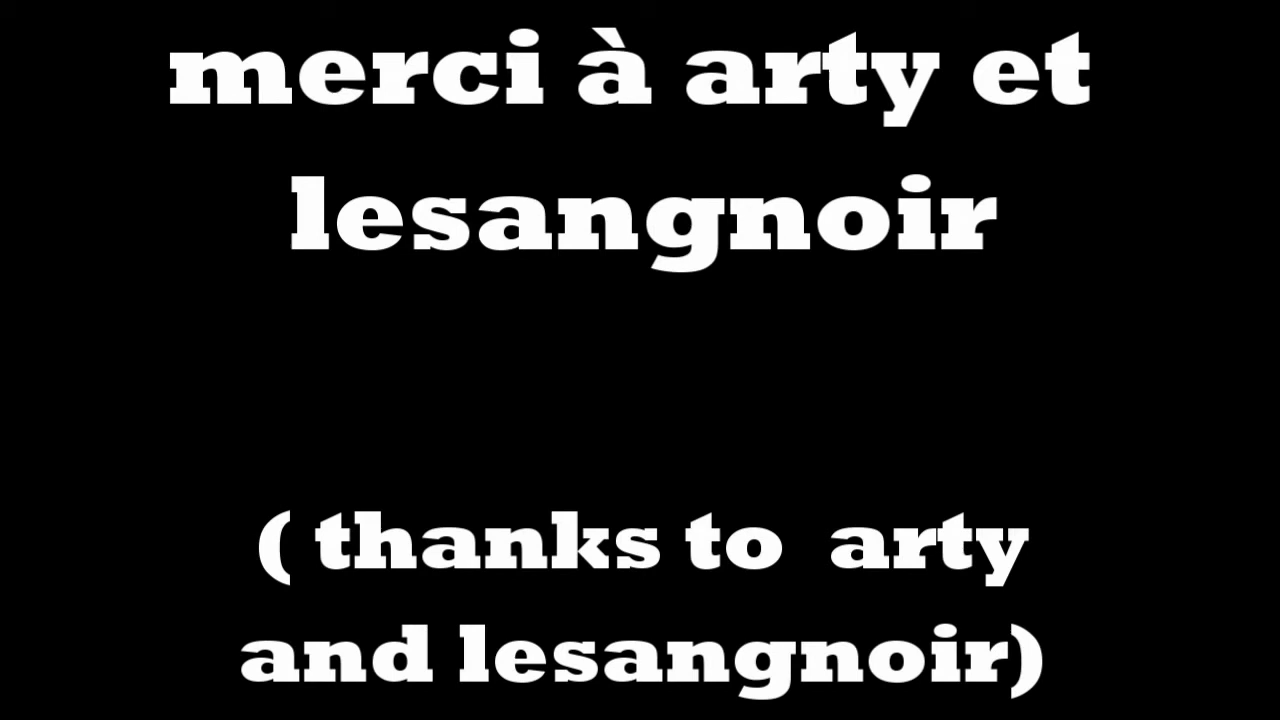 merci à arty et
lesangnoir
( thanks to  arty
and lesangnoir)